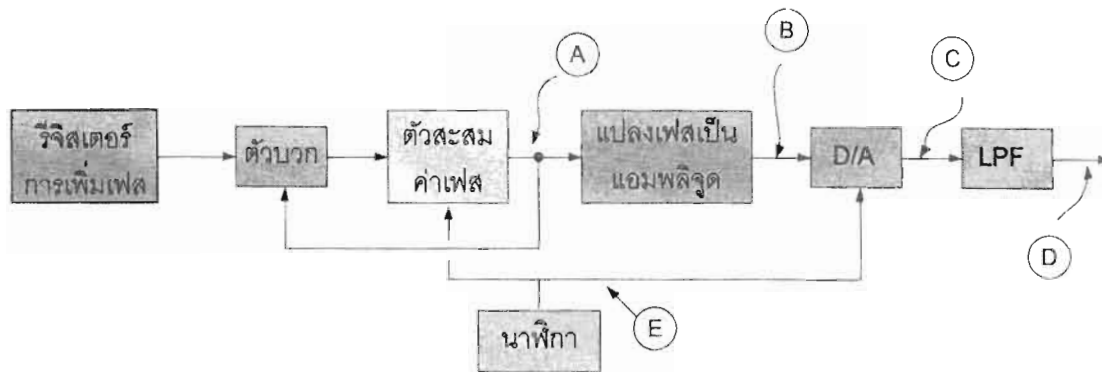 B
A
C
รีจิสเตอร์
การเพิ่มเฟส
ตัวบวก
ตัวสะสม
ค่าเฟส
แปลงเฟสเป็น
แอมพลิจูด
D/A
LPF
D
E
นาฬิกา